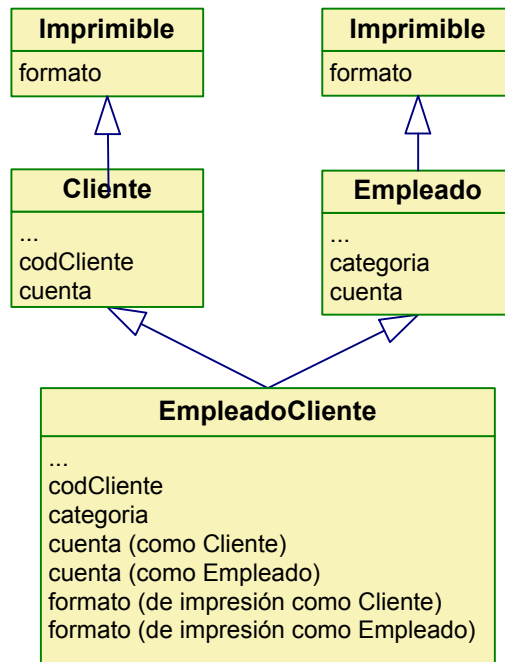 Imprimible
formato
Imprimible
formato
Cliente
...
codCliente
cuenta
Empleado
...
categoria
cuenta
EmpleadoCliente
...
codCliente
categoria
cuenta (como Cliente)
cuenta (como Empleado)
formato (de impresión como Cliente)
formato (de impresión como Empleado)